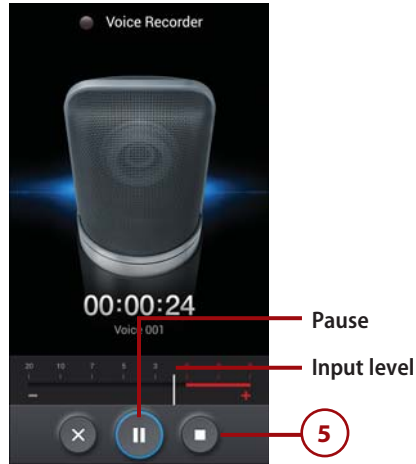 Voice Recorder
00:00:24
Voice 001
Pause
20 10 7 5 3
Input level
− +
5